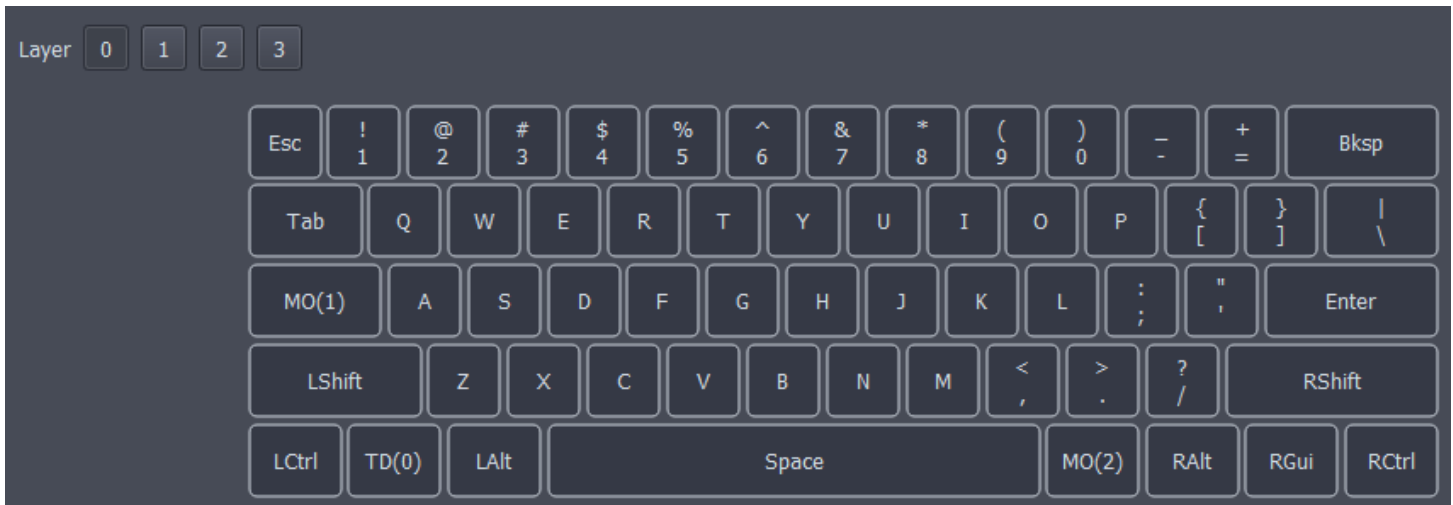 Layer 0 1 2 3
Esc ! 1 @ 2 # 3 $ 4 % 5 ^ 6 & 7 * 8 ( 9 ) 0 _ - + = Bksp
Tab Q W E R T Y U I O P { [ } ] | \
MO(1) A S D F G H J K L : ; " ' Enter
LShift Z X C V B N M < , > . ? / RShift
LCtrl TD(0) LAlt Space MO(2) RAlt RGui RCtrl